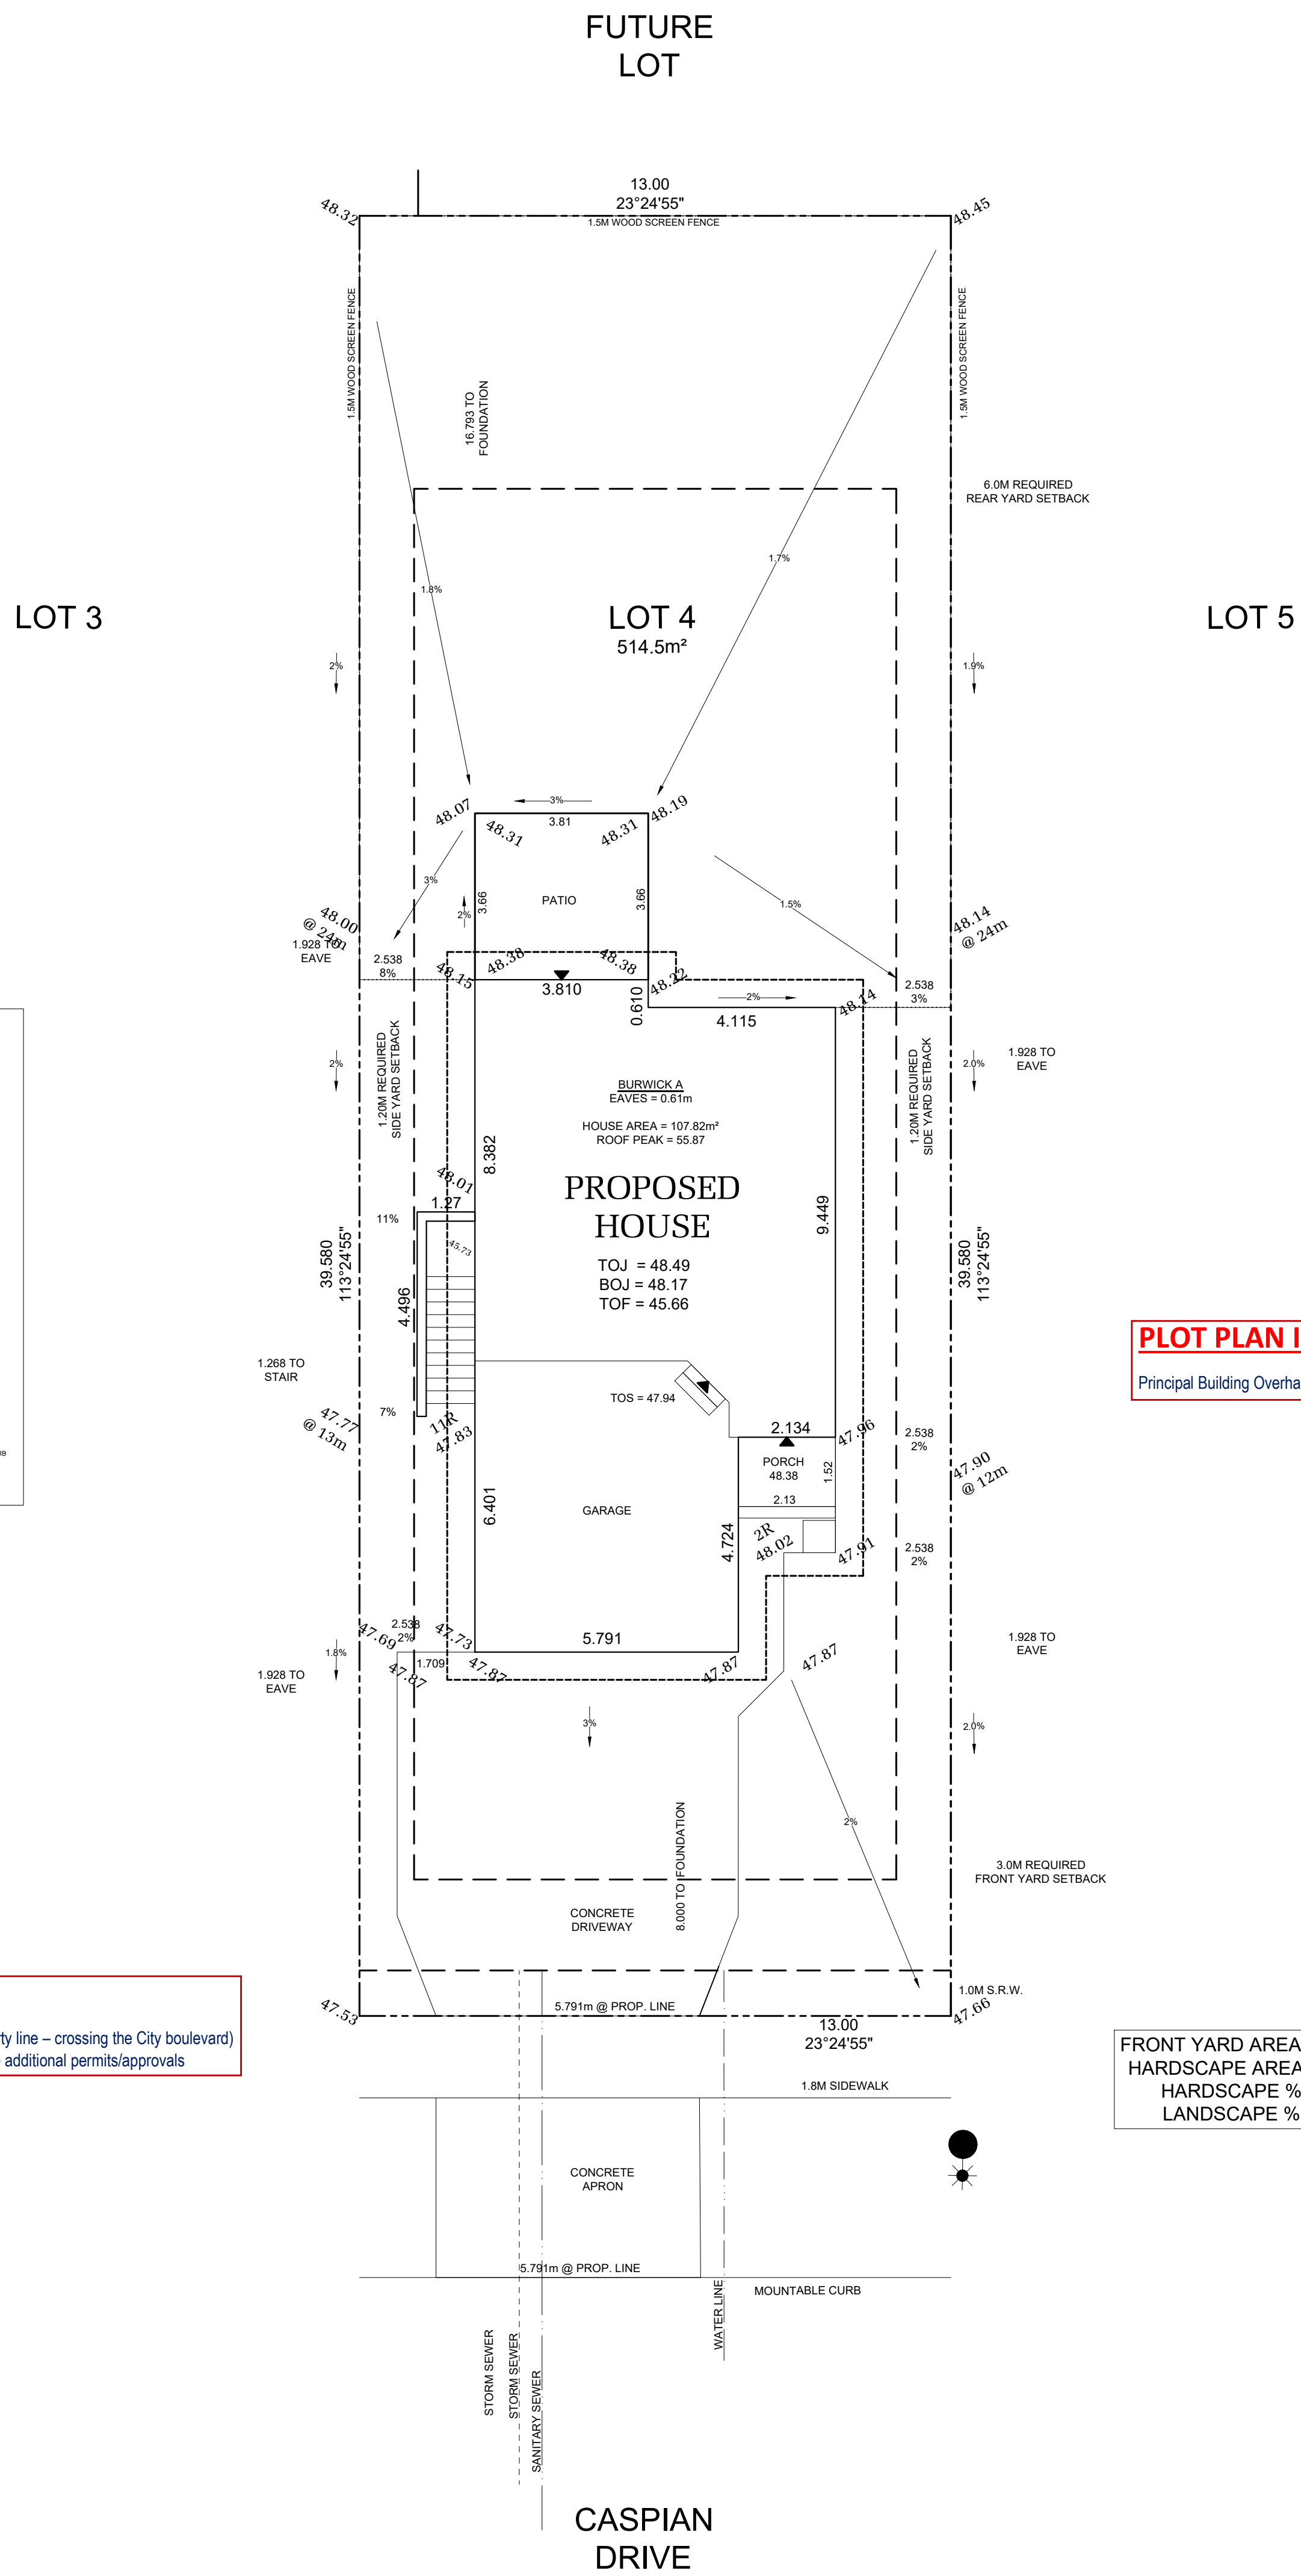 FUTURE
LOT
13.00
23°24'55"
48.32
48.45
1.5M WOOD SCREEN FENCE
1.5M WOOD SCREEN FENCE
1.5M WOOD SCREEN FENCE
16.793 TO
FOUNDATION
6.0M REQUIRED
REAR YARD SETBACK
1.7%
1.8%
LOT 3
LOT 4
514.5m²
LOT 5
2%
1.9%
3%
48.07
48.19
3.81
48.31
48.31
3%
3.66
3.66
PATIO
2%
1.5%
48.00
@ 24m
48.14
@ 24m
1.928 TO
EAVE
2.538
8%
48.15
48.38
48.38
48.22
3.810
0.610
2%
48.14
2.538
3%
4.115
2%
1.20M REQUIRED
SIDE YARD SETBACK
1.20M REQUIRED
SIDE YARD SETBACK
2.0%
1.928 TO
EAVE
BURWICK A
EAVES = 0.61m
HOUSE AREA = 107.82m²
ROOF PEAK = 55.87
8.382
48.01
1.27
11%
45.73
PROPOSED
HOUSE
9.449
39.580
113°24'55"
39.580
113°24'55"
TOJ = 48.49
BOJ = 48.17
TOF = 45.66
4.496
PLOT PLAN I
Principal Building Overha
1.268 TO
STAIR
TOS = 47.94
7%
47.77
@ 13m
11R
47.83
2.134
47.96
2.538
2%
RB
PORCH
48.38
1.52
47.90
@ 12m
2.13
6.401
GARAGE
4.724
2R
48.02
47.91
2.538
2%
47.69
2.538
2%
47.73
5.791
1.8%
1.709
47.87
47.87
47.87
47.87
1.928 TO
EAVE
1.928 TO
EAVE
3%
2.0%
2%
8.000 TO FOUNDATION
3.0M REQUIRED
FRONT YARD SETBACK
CONCRETE
DRIVEWAY
1.0M S.R.W.
47.53
5.791m @ PROP. LINE
47.66
13.00
23°24'55"
ty line – crossing the City boulevard)
additional permits/approvals
FRONT YARD AREA
HARDSCAPE AREA
HARDSCAPE %
LANDSCAPE %
1.8M SIDEWALK
CONCRETE
APRON
5.791m @ PROP. LINE
MOUNTABLE CURB
WATER LINE
STORM SEWER
STORM SEWER
SANITARY SEWER
CASPIAN
DRIVE